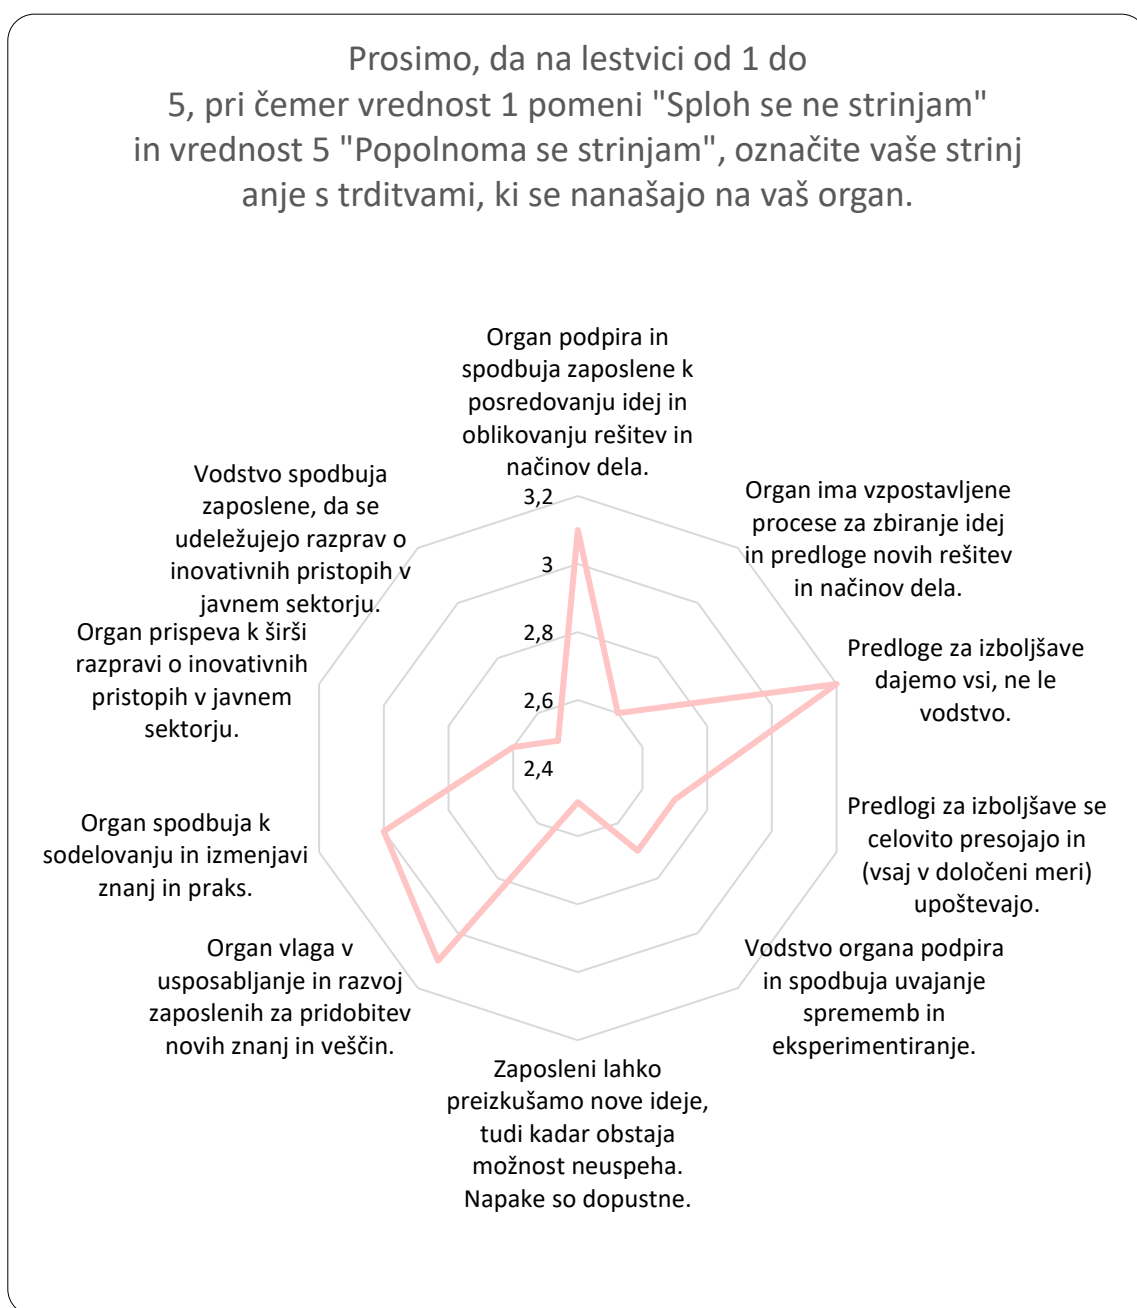 Prosimo, da na lestvici od 1 do
5, pri čemer vrednost 1 pomeni "Sploh se ne strinjam"
in vrednost 5 "Popolnoma se strinjam", označite vaše strinj
anje s trditvami, ki se nanašajo na vaš organ.
Organ podpira in
spodbuja zaposlene k
posredovanju idej in
oblikovanju rešitev in
načinov dela.
Organ ima vzpostavljene
procese za zbiranje idej
in predloge novih rešitev
in načinov dela.
Predloge za izboljšave
dajemo vsi, ne le
vodstvo.
Predlogi za izboljšave se
celovito presojajo in
(vsaj v določeni meri)
upoštevajo.
Vodstvo organa podpira
in spodbuja uvajanje
sprememb in
eksperimentiranje.
Zaposleni lahko
preizkušamo nove ideje,
tudi kadar obstaja
možnost neuspeha.
Napake so dopustne.
Organ vlaga v
usposabljanje in razvoj
zaposlenih za pridobitev
novih znanj in veščin.
Organ spodbuja k
sodelovanju in izmenjavi
znanj in praks.
Organ prispeva k širši
razpravi o inovativnih
pristopih v javnem
sektorju.
Vodstvo spodbuja
zaposlene, da se
udeležujejo razprav o
inovativnih pristopih v
javnem sektorju.
3,2
3
2,8
2,6
2,4